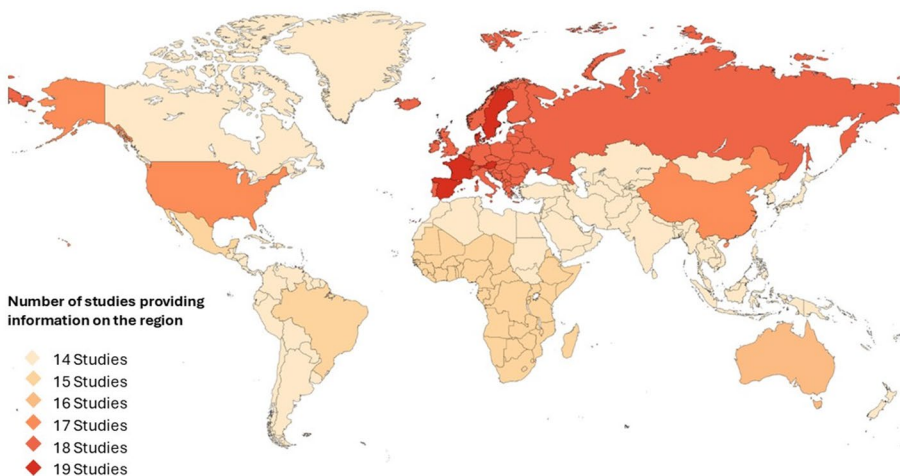 Number of studies providing
information on the region
14 Studies
15 Studies
16 Studies
17 Studies
18 Studies
19 Studies